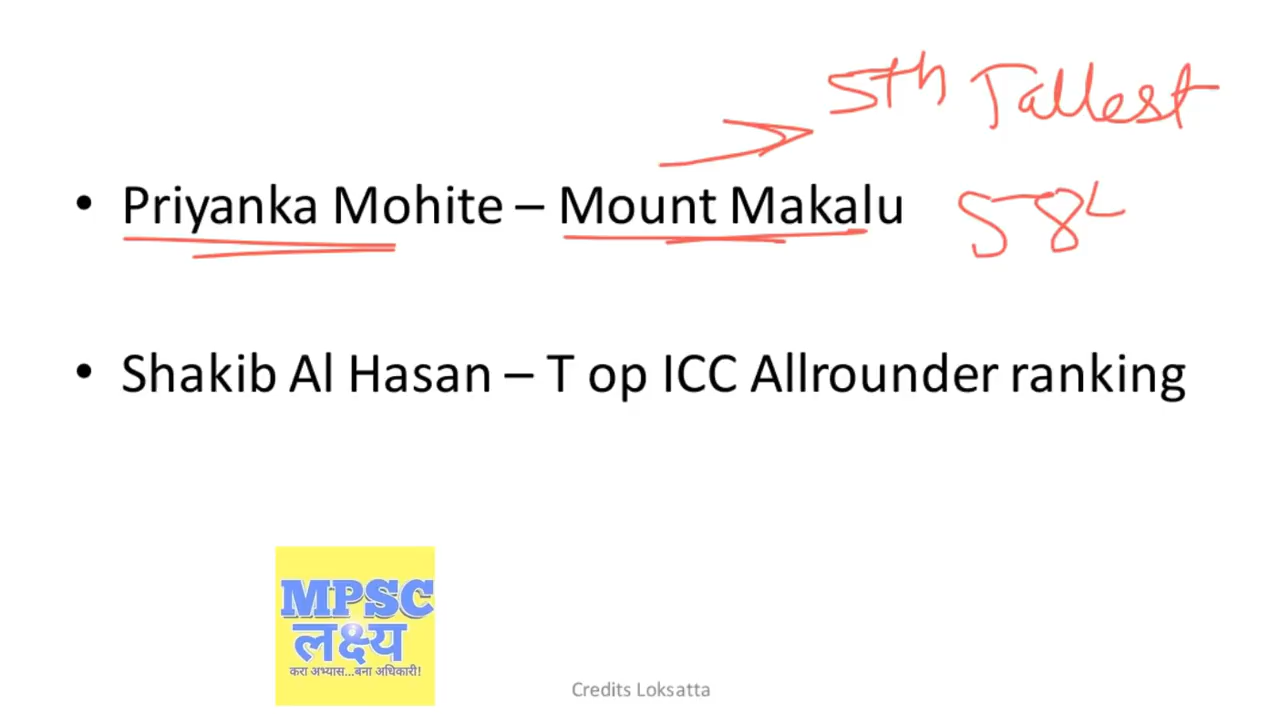 5th Tallest
• Priyanka Mohite – Mount Makalu
• Shakib Al Hasan – T op ICC Allrounder ranking
MPSC
लक्ष्य
करा अभ्यास...बना अधिकारी!
Credits Loksatta